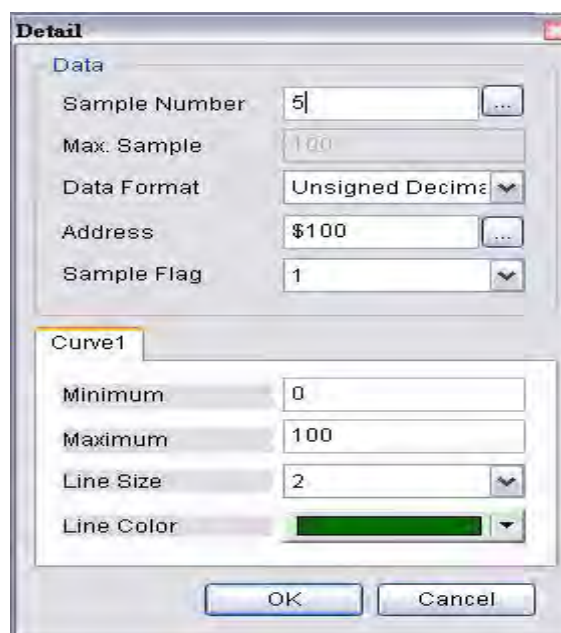 Detail
Data
Sample Number 5 ...
Max. Sample 100
Data Format Unsigned Decima
Address $100 ...
Sample Flag 1
Curve1
Minimum 0
Maximum 100
Line Size 2
Line Color
OK Cancel